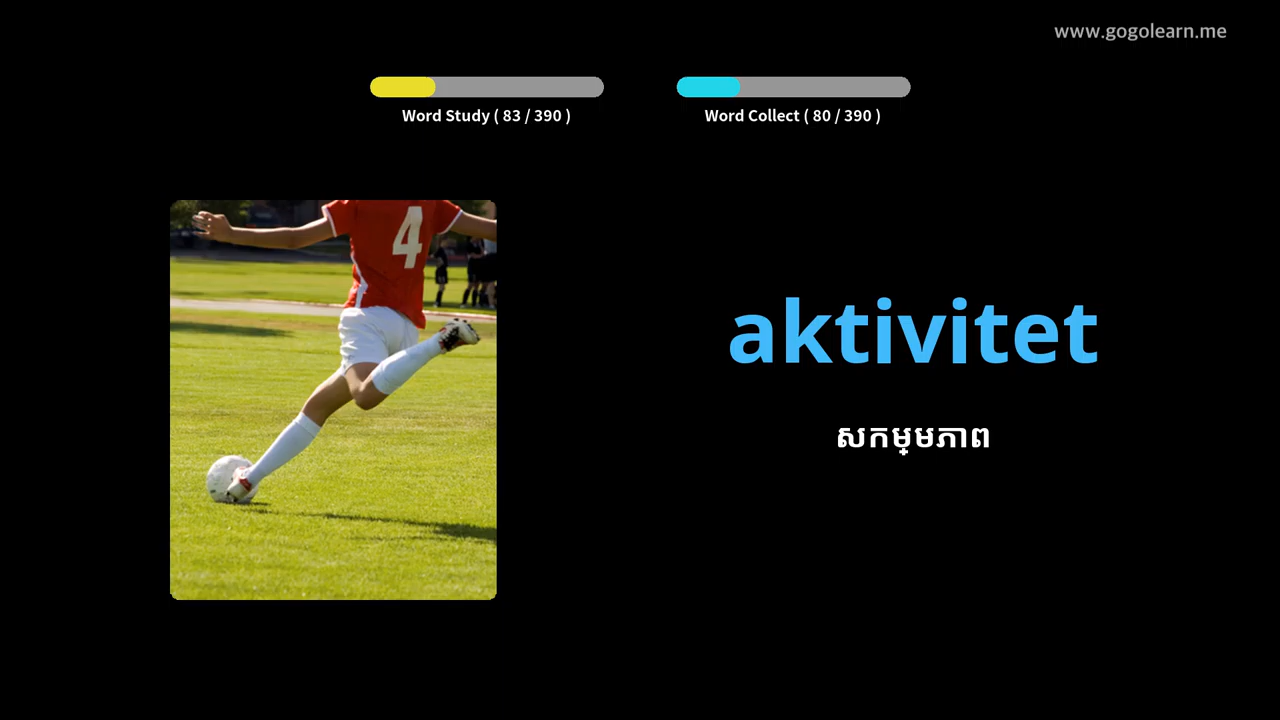 www.gogolearn.me
Word Study ( 83 / 390 )
Word Collect ( 80 / 390 )
4
aktivitet
សកម្មភាព